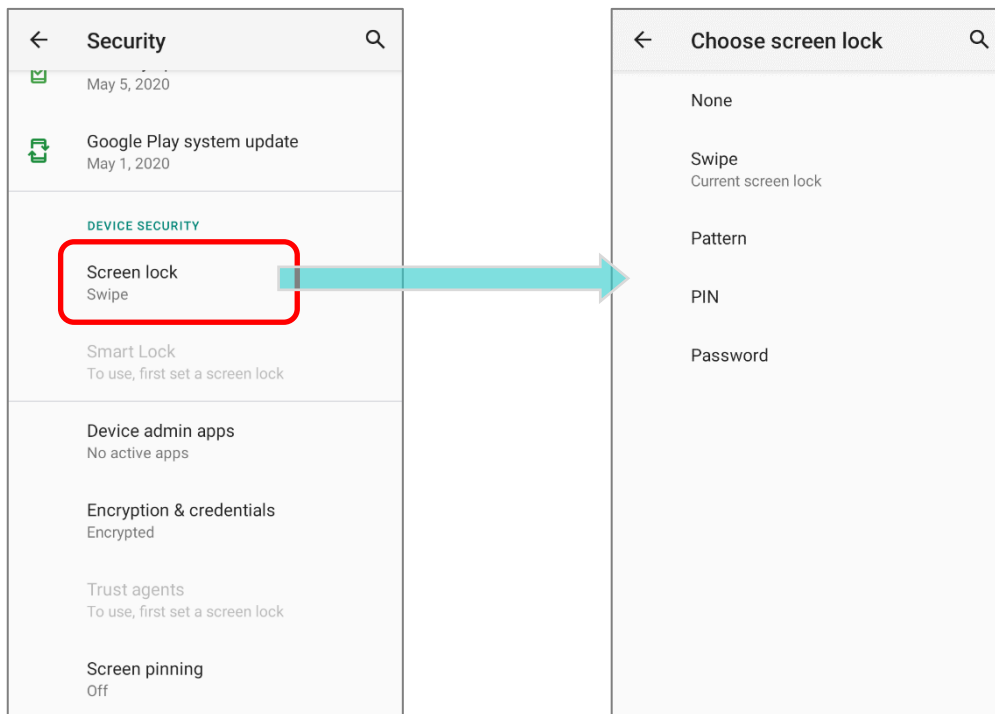 Security
May 5, 2020
Google Play system update
May 1, 2020
DEVICE SECURITY
Screen lock
Swipe
Smart Lock
To use, first set a screen lock
Device admin apps
No active apps
Encryption & credentials
Encrypted
Trust agents
To use, first set a screen lock
Screen pinning
Off
Choose screen lock
None
Swipe
Current screen lock
Pattern
PIN
Password